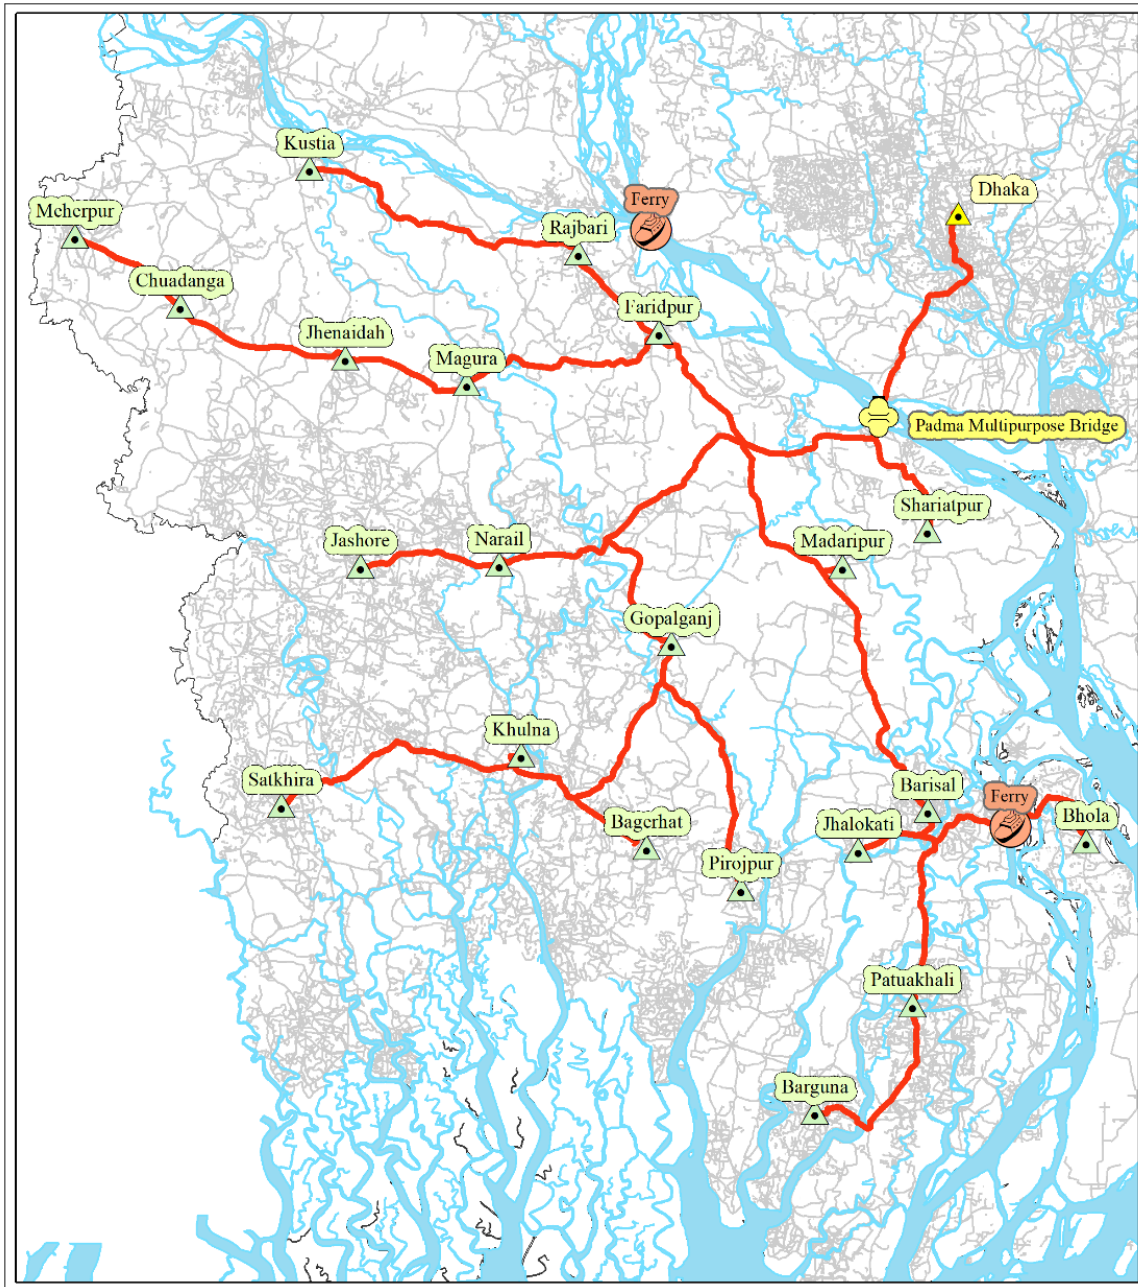 Kustia
Ferry
Dhaka
Meherpur
Rajbari
Chuadanga
Faridpur
Jhenaidah
Magura
Padma Multipurpose Bridge
Shariatpur
Jashore
Narail
Madaripur
Gopalganj
Khulna
Satkhira
Barisal
Ferry
Bagerhat
Jhalokati
Bhola
Pirojpur
Patuakhali
Barguna